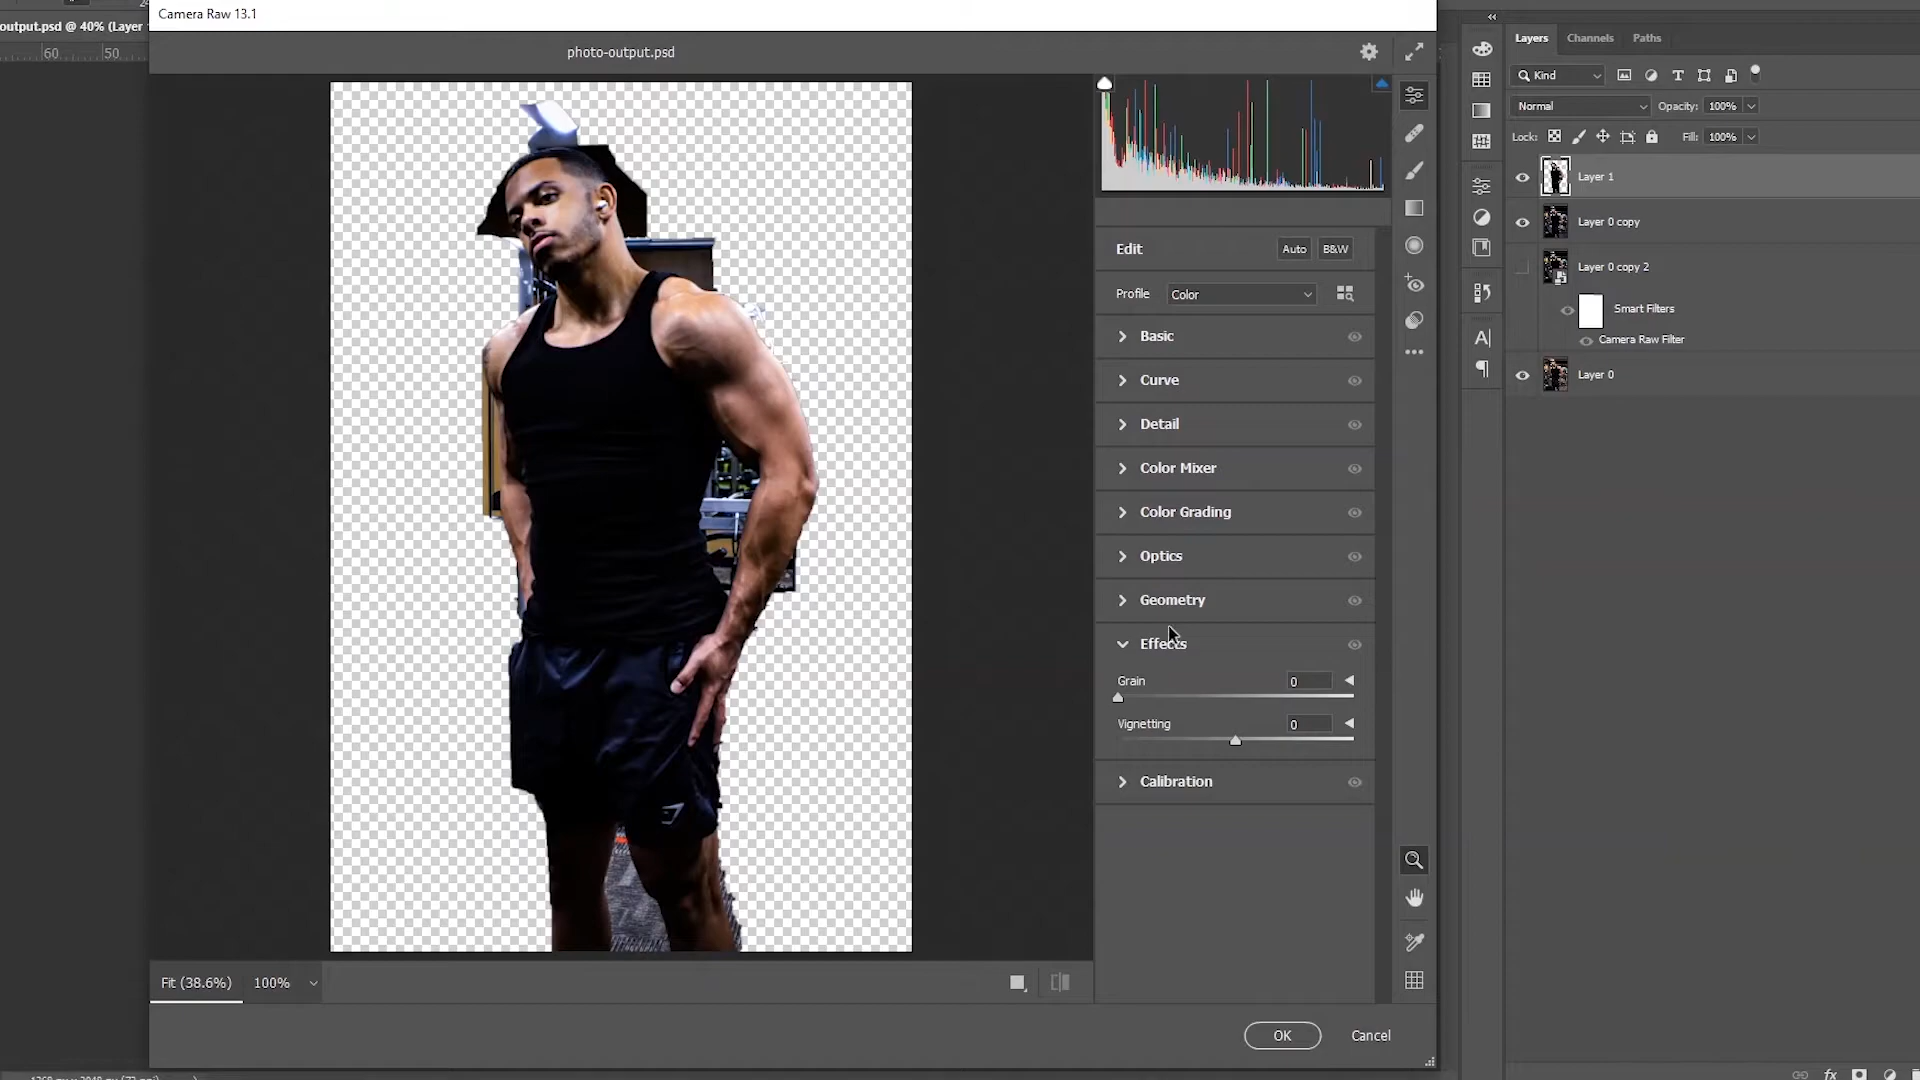 Camera Raw 13.1
output.psd @ 40% (Layer
60
50
photo-output.psd
Edit
Auto
B&W
Profile
Color
Basic
Curve
Detail
Color Mixer
Color Grading
Optics
Geometry
Effects
Grain
0
Vignetting
0
Calibration
Fit (38.6%)
100%
OK
Cancel
Layers
Channels
Paths
Kind
Normal
Opacity:
100%
Lock:
Fill:
100%
Layer 1
Layer 0 copy
Layer 0 copy 2
Smart Filters
Camera Raw Filter
Layer 0
fx